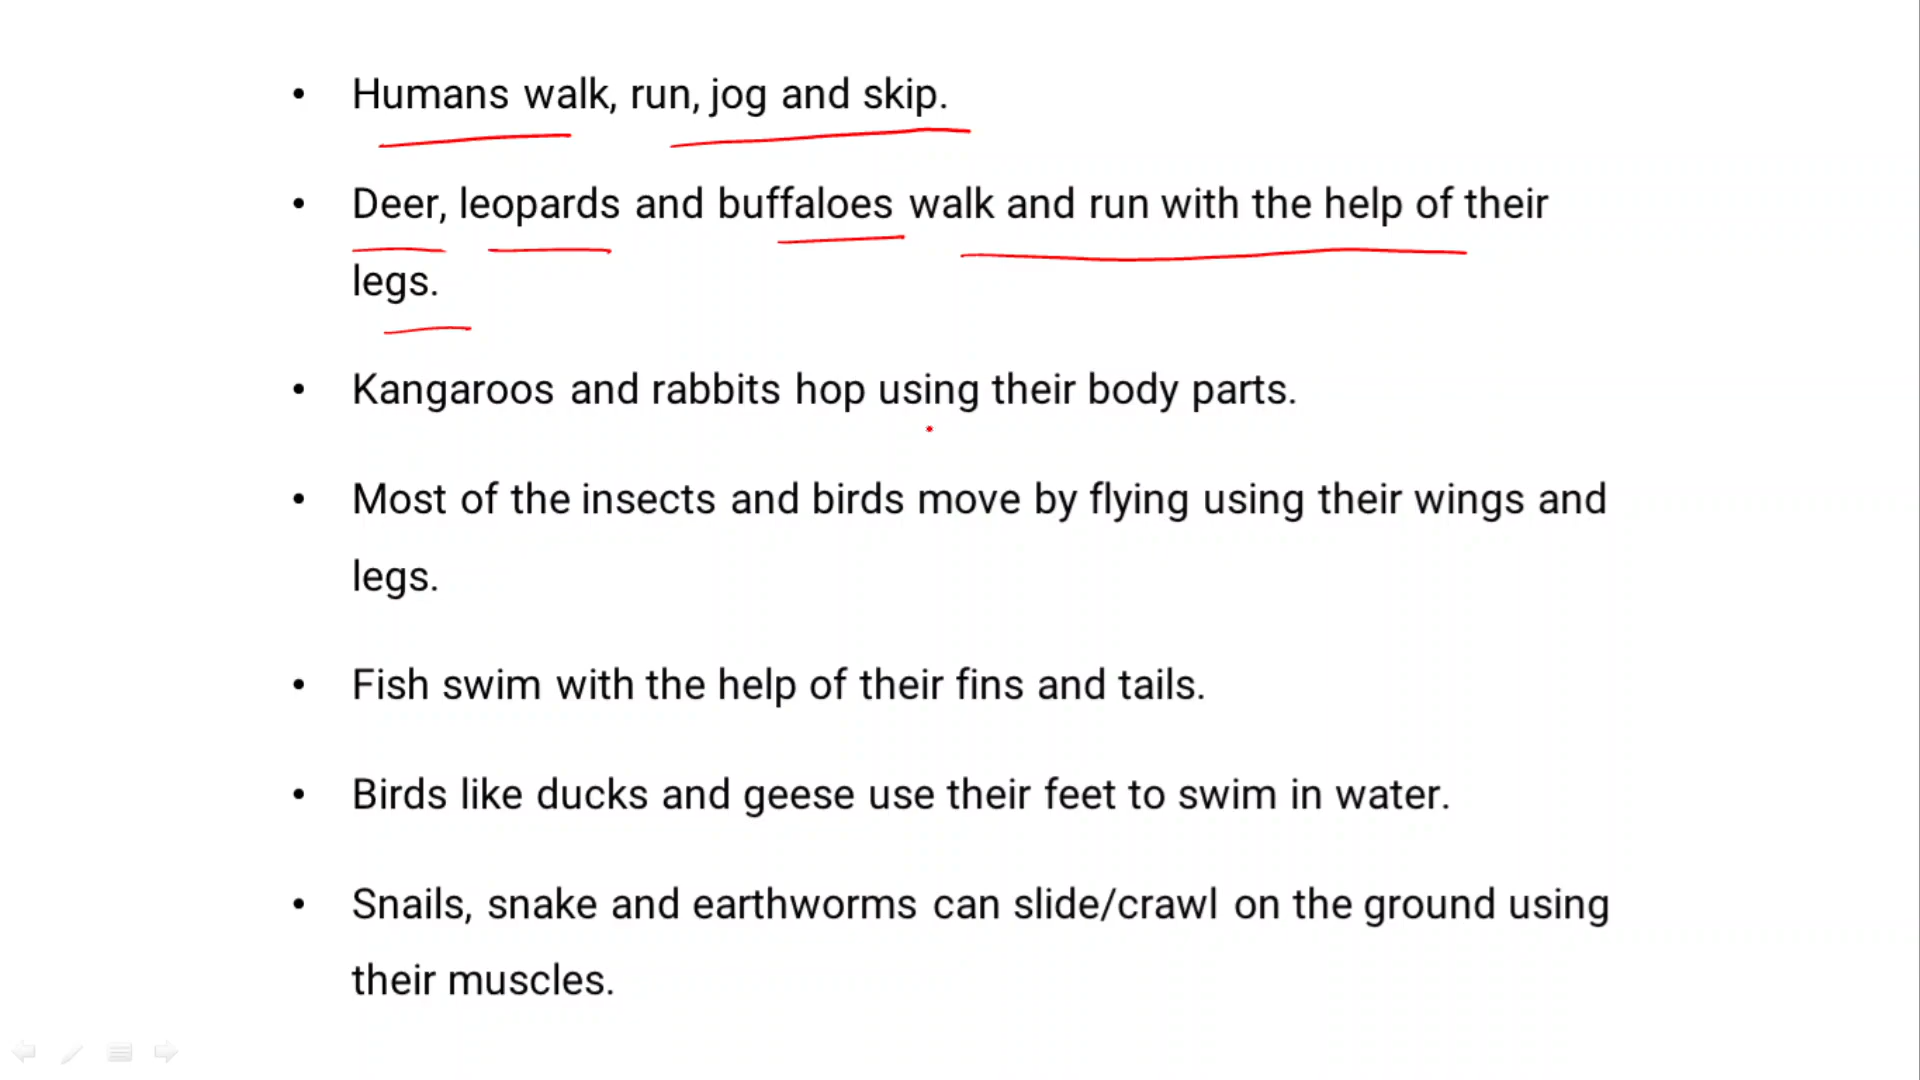 • Humans walk, run, jog and skip.
• Deer, leopards and buffaloes walk and run with the help of their
legs.
• Kangaroos and rabbits hop using their body parts.
• Most of the insects and birds move by flying using their wings and
legs.
• Fish swim with the help of their fins and tails.
• Birds like ducks and geese use their feet to swim in water.
• Snails, snake and earthworms can slide/crawl on the ground using
their muscles.